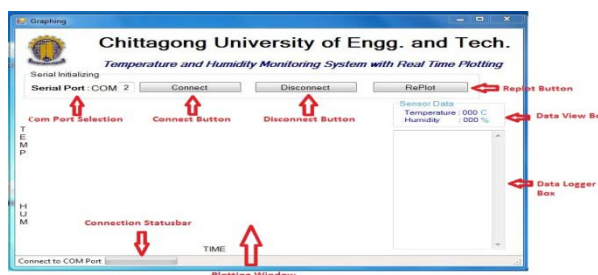 Graphing
Chittagong University of Engg. and Tech.
Temperature and Humidity Monitoring System with Real Time Plotting
Serial Initializing
Serial Port : COM 2 Connect Disconnect RePlot
Replot Button
Com Port Selection Connect Button Disconnect Button
Sensor Data
Temperature : 000 C
Humidity : 000 %
Data View Bo
TEMP
Data Logger
Box
HUM
Connection Statusbar
TIME
Connect to COM Port
Plotting Window